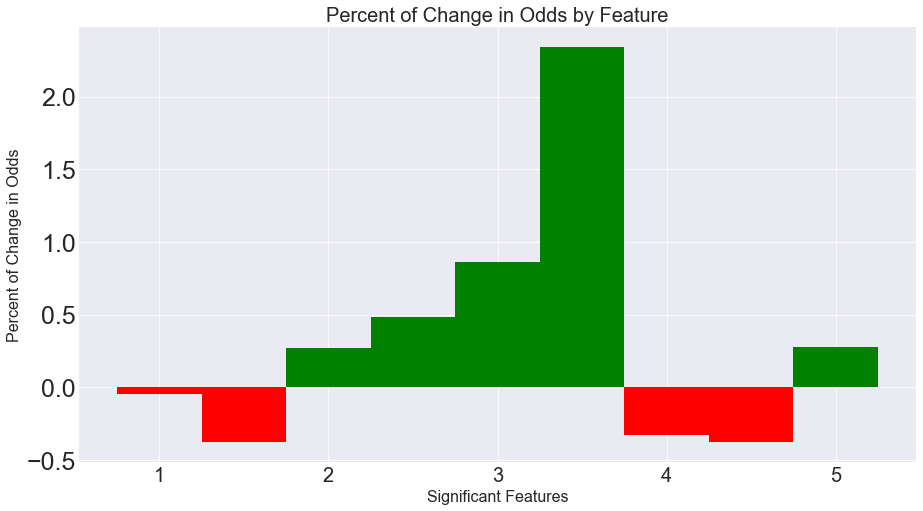 Percent of Change in Odds by Feature
Percent of Change in Odds
2.0
1.5
1.0
0.5
0.0
−0.5
1 2 3 4 5
Significant Features